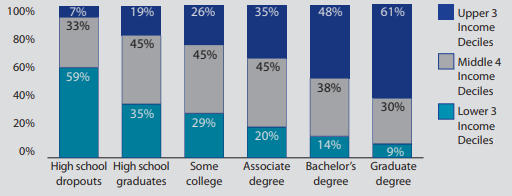 100%
80%
60%
40%
20%
0%
7%
33%
59%
19%
45%
35%
26%
45%
29%
35%
45%
20%
48%
38%
14%
61%
30%
9%
High school
dropouts
High school
graduates
Some
college
Associate
degree
Bachelor's
degree
Graduate
degree
Upper 3
Income
Deciles
Middle 4
Income
Deciles
Lower 3
Income
Deciles